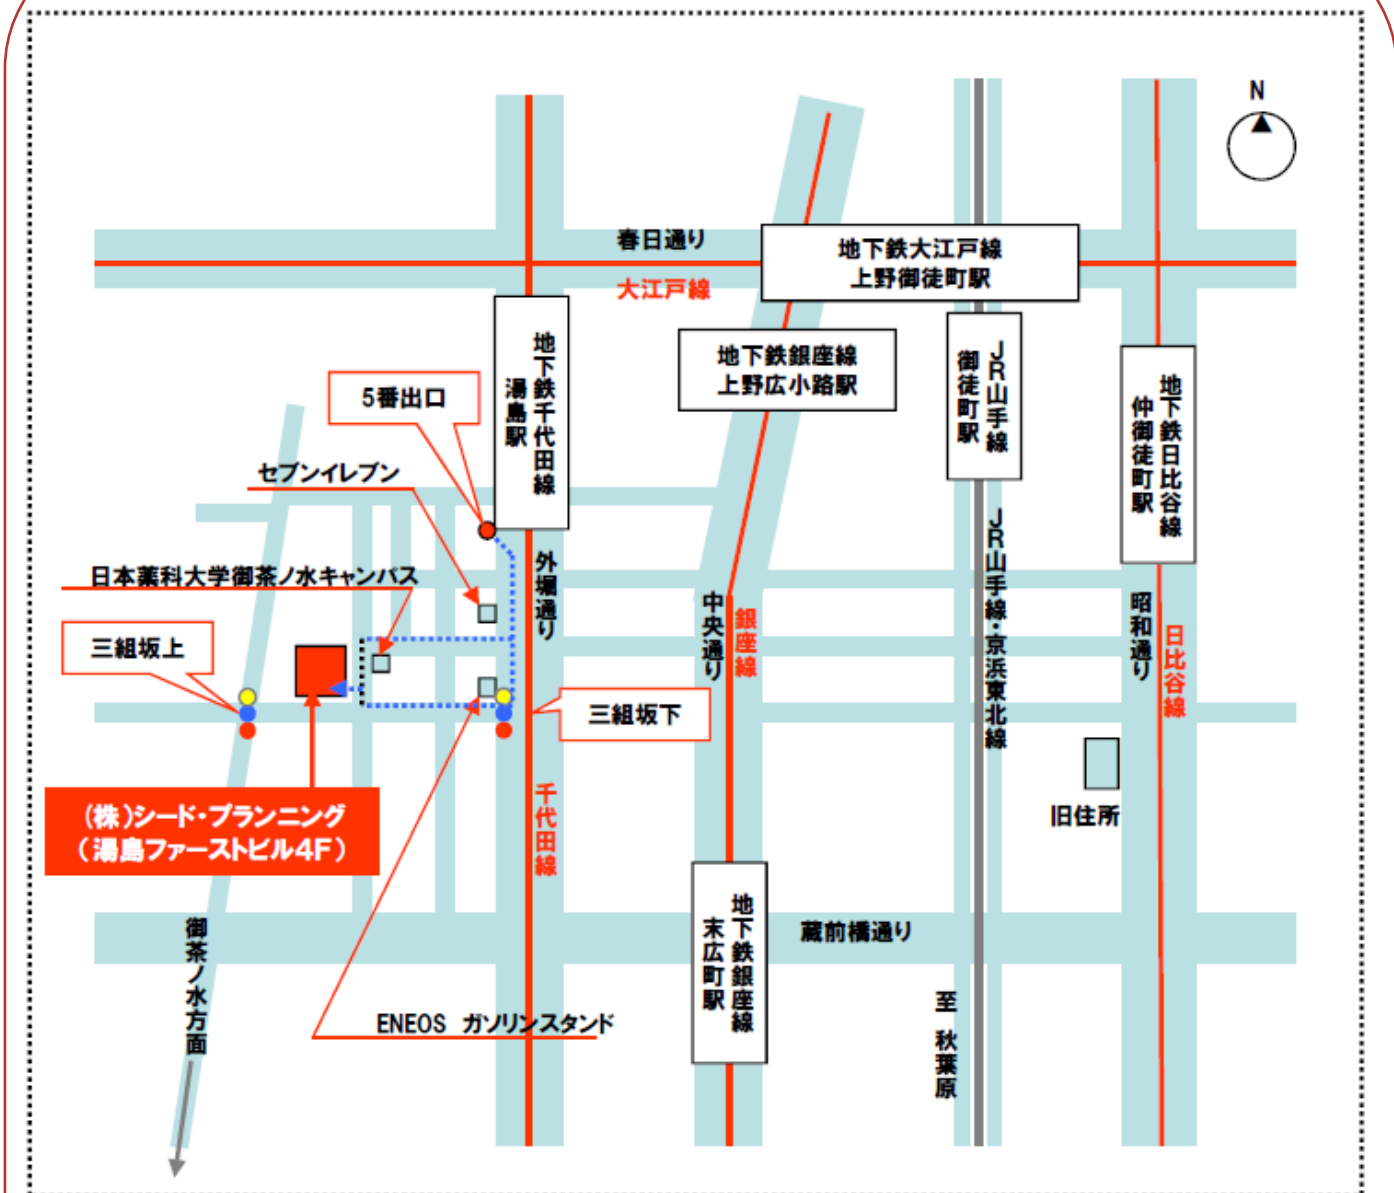 N
春日通り
大江戸線
地下鉄大江戸線
上野御徒町駅
地下鉄千代田線
湯島駅
地下鉄銀座線
上野広小路駅
JR山手線
御徒町駅
地下鉄日比谷線
仲御徒町駅
5番出口
セブンイレブン
日本薬科大学御茶ノ水キャンパス
外堀通り
中央通り
銀座線
JR山手線・京浜東北線
昭和通り
日比谷線
三組坂上
三組坂下
(株)シード・プランニング
(湯島ファーストビル4F)
千代田線
旧住所
御茶ノ水方面
地下鉄銀座線
末広町駅
蔵前橋通り
ENEOS ガソリンスタンド
至 秋葉原